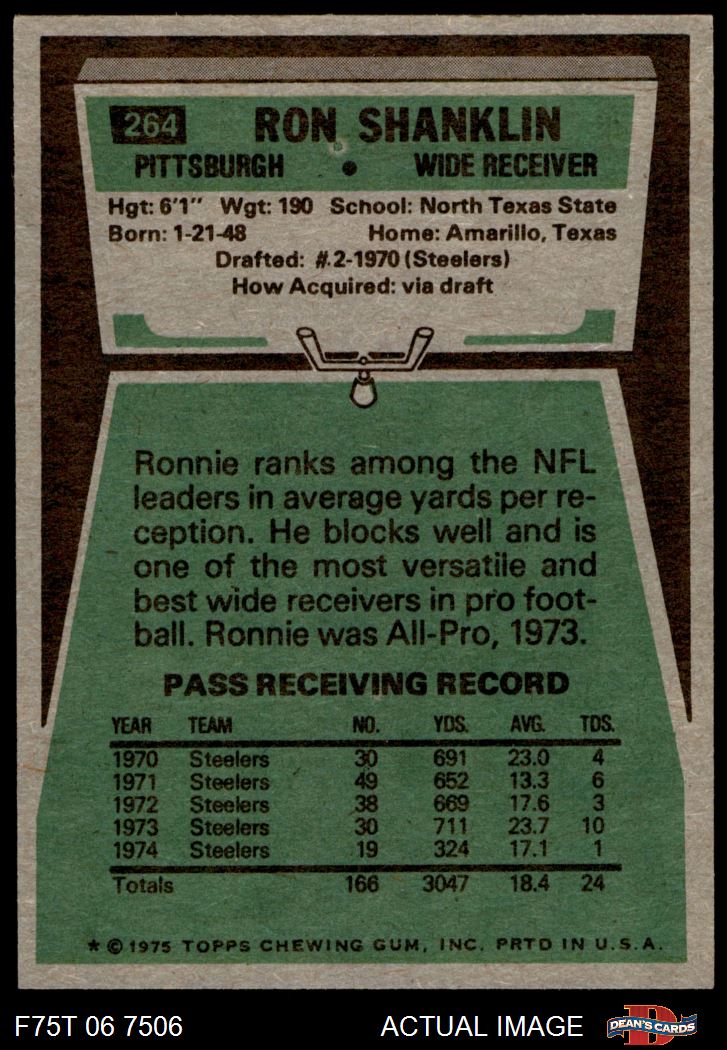 264 RON SHANKLIN
PITTSBURGH • WIDE RECEIVER
Hgt: 6'1" Wgt: 190 School: North Texas State
Born: 1-21-48 Home: Amarillo, Texas
Drafted: #2-1970 (Steelers)
How Acquired: via draft
Ronnie ranks among the NFL
leaders in average yards per re-
ception. He blocks well and is
one of the most versatile and
best wide receivers in pro foot-
ball. Ronnie was All-Pro, 1973.
PASS RECEIVING RECORD
YEAR TEAM NO. YDS. AVG. TDS.
1970 Steelers 30 691 23.0 4
1971 Steelers 49 652 13.3 6
1972 Steelers 38 669 17.6 3
1973 Steelers 30 711 23.7 10
1974 Steelers 19 324 17.1 1
Totals 166 3047 18.4 24
* © 1975 TOPPS CHEWING GUM, INC. PRTD IN U.S.A.
F75T 06 7506 ACTUAL IMAGE DEAN'S CARDS